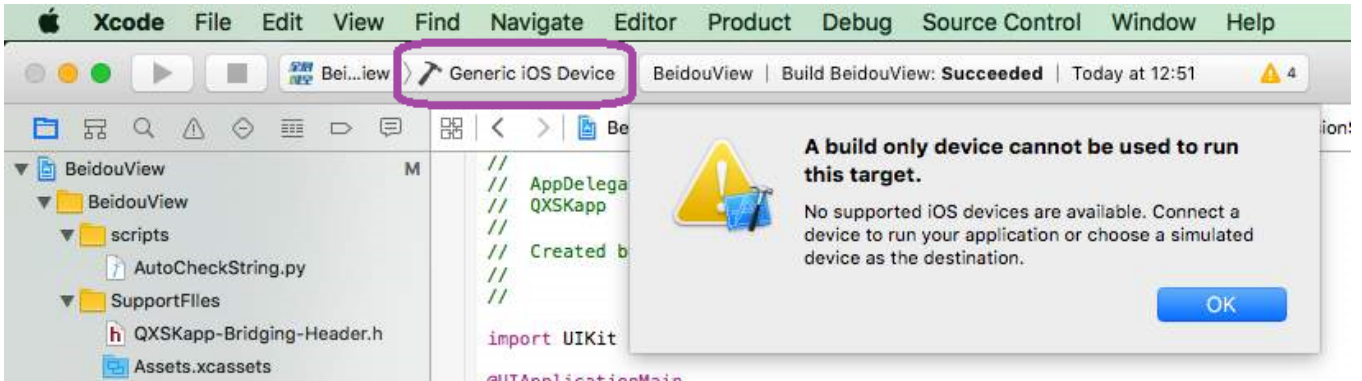 Xcode File Edit View Find Navigate Editor Product Debug Source Control Window Help
Bei...iew Generic iOS Device BeidouView | Build BeidouView: Succeeded | Today at 12:51 4
Be
BeidouView M
BeidouView
scripts
AutoCheckString.py
SupportFIles
h QXSKapp-Bridging-Header.h
Assets.xcassets
//
// AppDelega
// QXSKapp
//
// Created b
//
//
import UIKit
@UIApplicationMain
A build only device cannot be used to run
this target.
No supported iOS devices are available. Connect a
device to run your application or choose a simulated
device as the destination.
OK